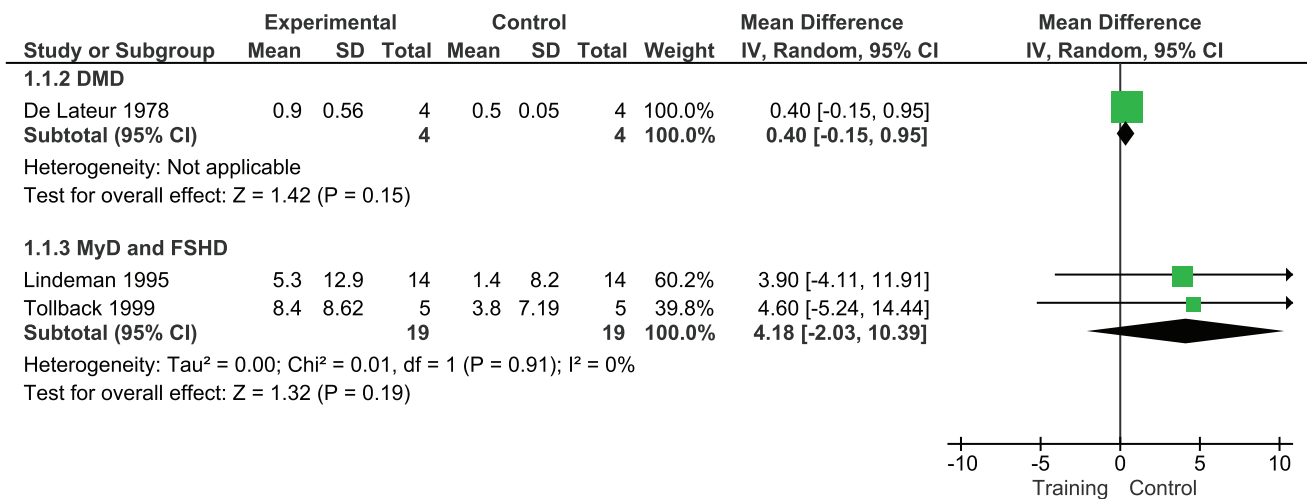 Experimental Control Mean Difference Mean Difference
Study or Subgroup Mean SD Total Mean SD Total Weight IV, Random, 95% CI IV, Random, 95% CI
1.1.2 DMD
De Lateur 1978 0.9 0.56 4 0.5 0.05 4 100.0% 0.40 [-0.15, 0.95]
Subtotal (95% CI) 4 4 100.0% 0.40 [-0.15, 0.95]
Heterogeneity: Not applicable
Test for overall effect: Z = 1.42 (P = 0.15)
1.1.3 MyD and FSHD
Lindeman 1995 5.3 12.9 14 1.4 8.2 14 60.2% 3.90 [-4.11, 11.91]
Tollback 1999 8.4 8.62 5 3.8 7.19 5 39.8% 4.60 [-5.24, 14.44]
Subtotal (95% CI) 19 19 100.0% 4.18 [-2.03, 10.39]
Heterogeneity: Tau² = 0.00; Chi² = 0.01, df = 1 (P = 0.91); I² = 0%
Test for overall effect: Z = 1.32 (P = 0.19)
-10 -5 0 5 10
Training Control